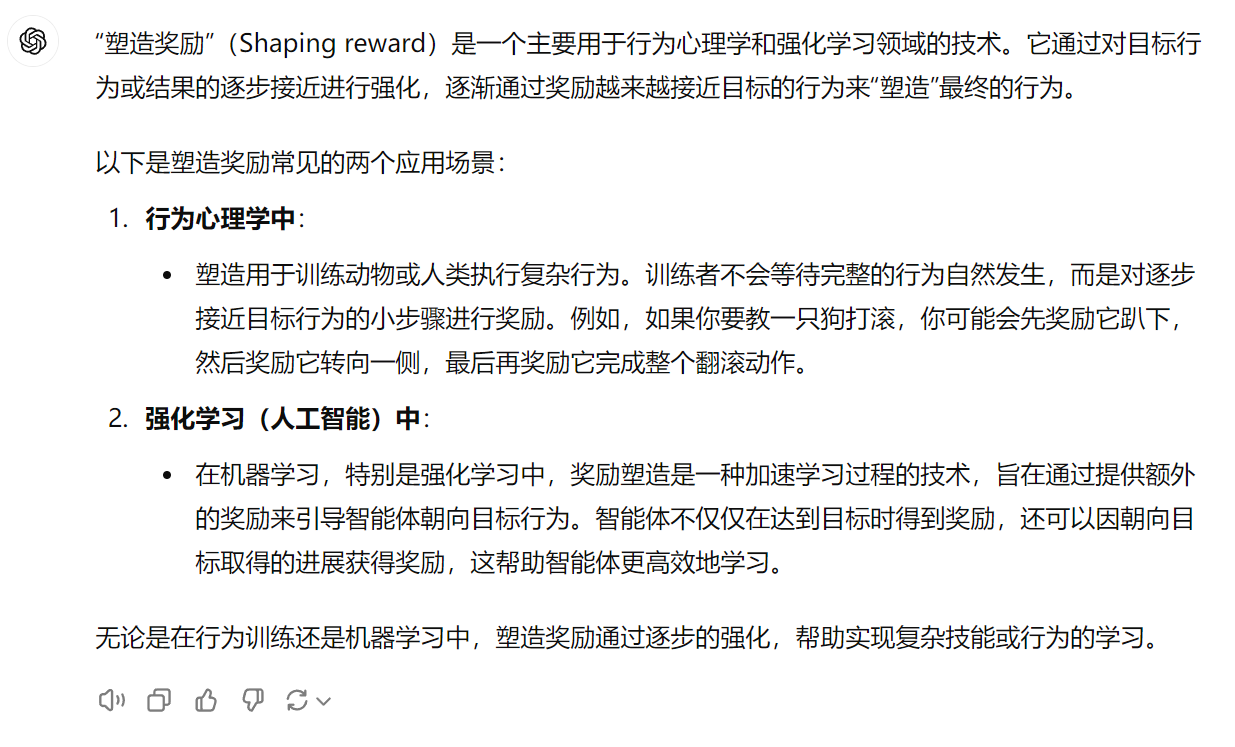 “塑造奖励”（Shaping reward）是一个主要用于行为心理学和强化学习领域的技术。它通过对目标行
为或结果的逐步接近进行强化，逐渐通过奖励越来越接近目标的行为来“塑造”最终的行为。
以下是塑造奖励常见的两个应用场景：
1. 行为心理学中：
• 塑造用于训练动物或人类执行复杂行为。训练者不会等待完整的行为自然发生，而是对逐步
接近目标行为的小步骤进行奖励。例如，如果你要教一只狗打滚，你可能会先奖励它趴下，
然后奖励它转向一侧，最后再奖励它完成整个翻滚动作。
2. 强化学习（人工智能）中：
• 在机器学习，特别是强化学习中，奖励塑造是一种加速学习过程的技术，旨在通过提供额外
的奖励来引导智能体朝向目标行为。智能体不仅仅在达到目标时得到奖励，还可以因朝向目
标取得的进展获得奖励，这帮助智能体更高效地学习。
无论是在行为训练还是机器学习中，塑造奖励通过逐步的强化，帮助实现复杂技能或行为的学习。